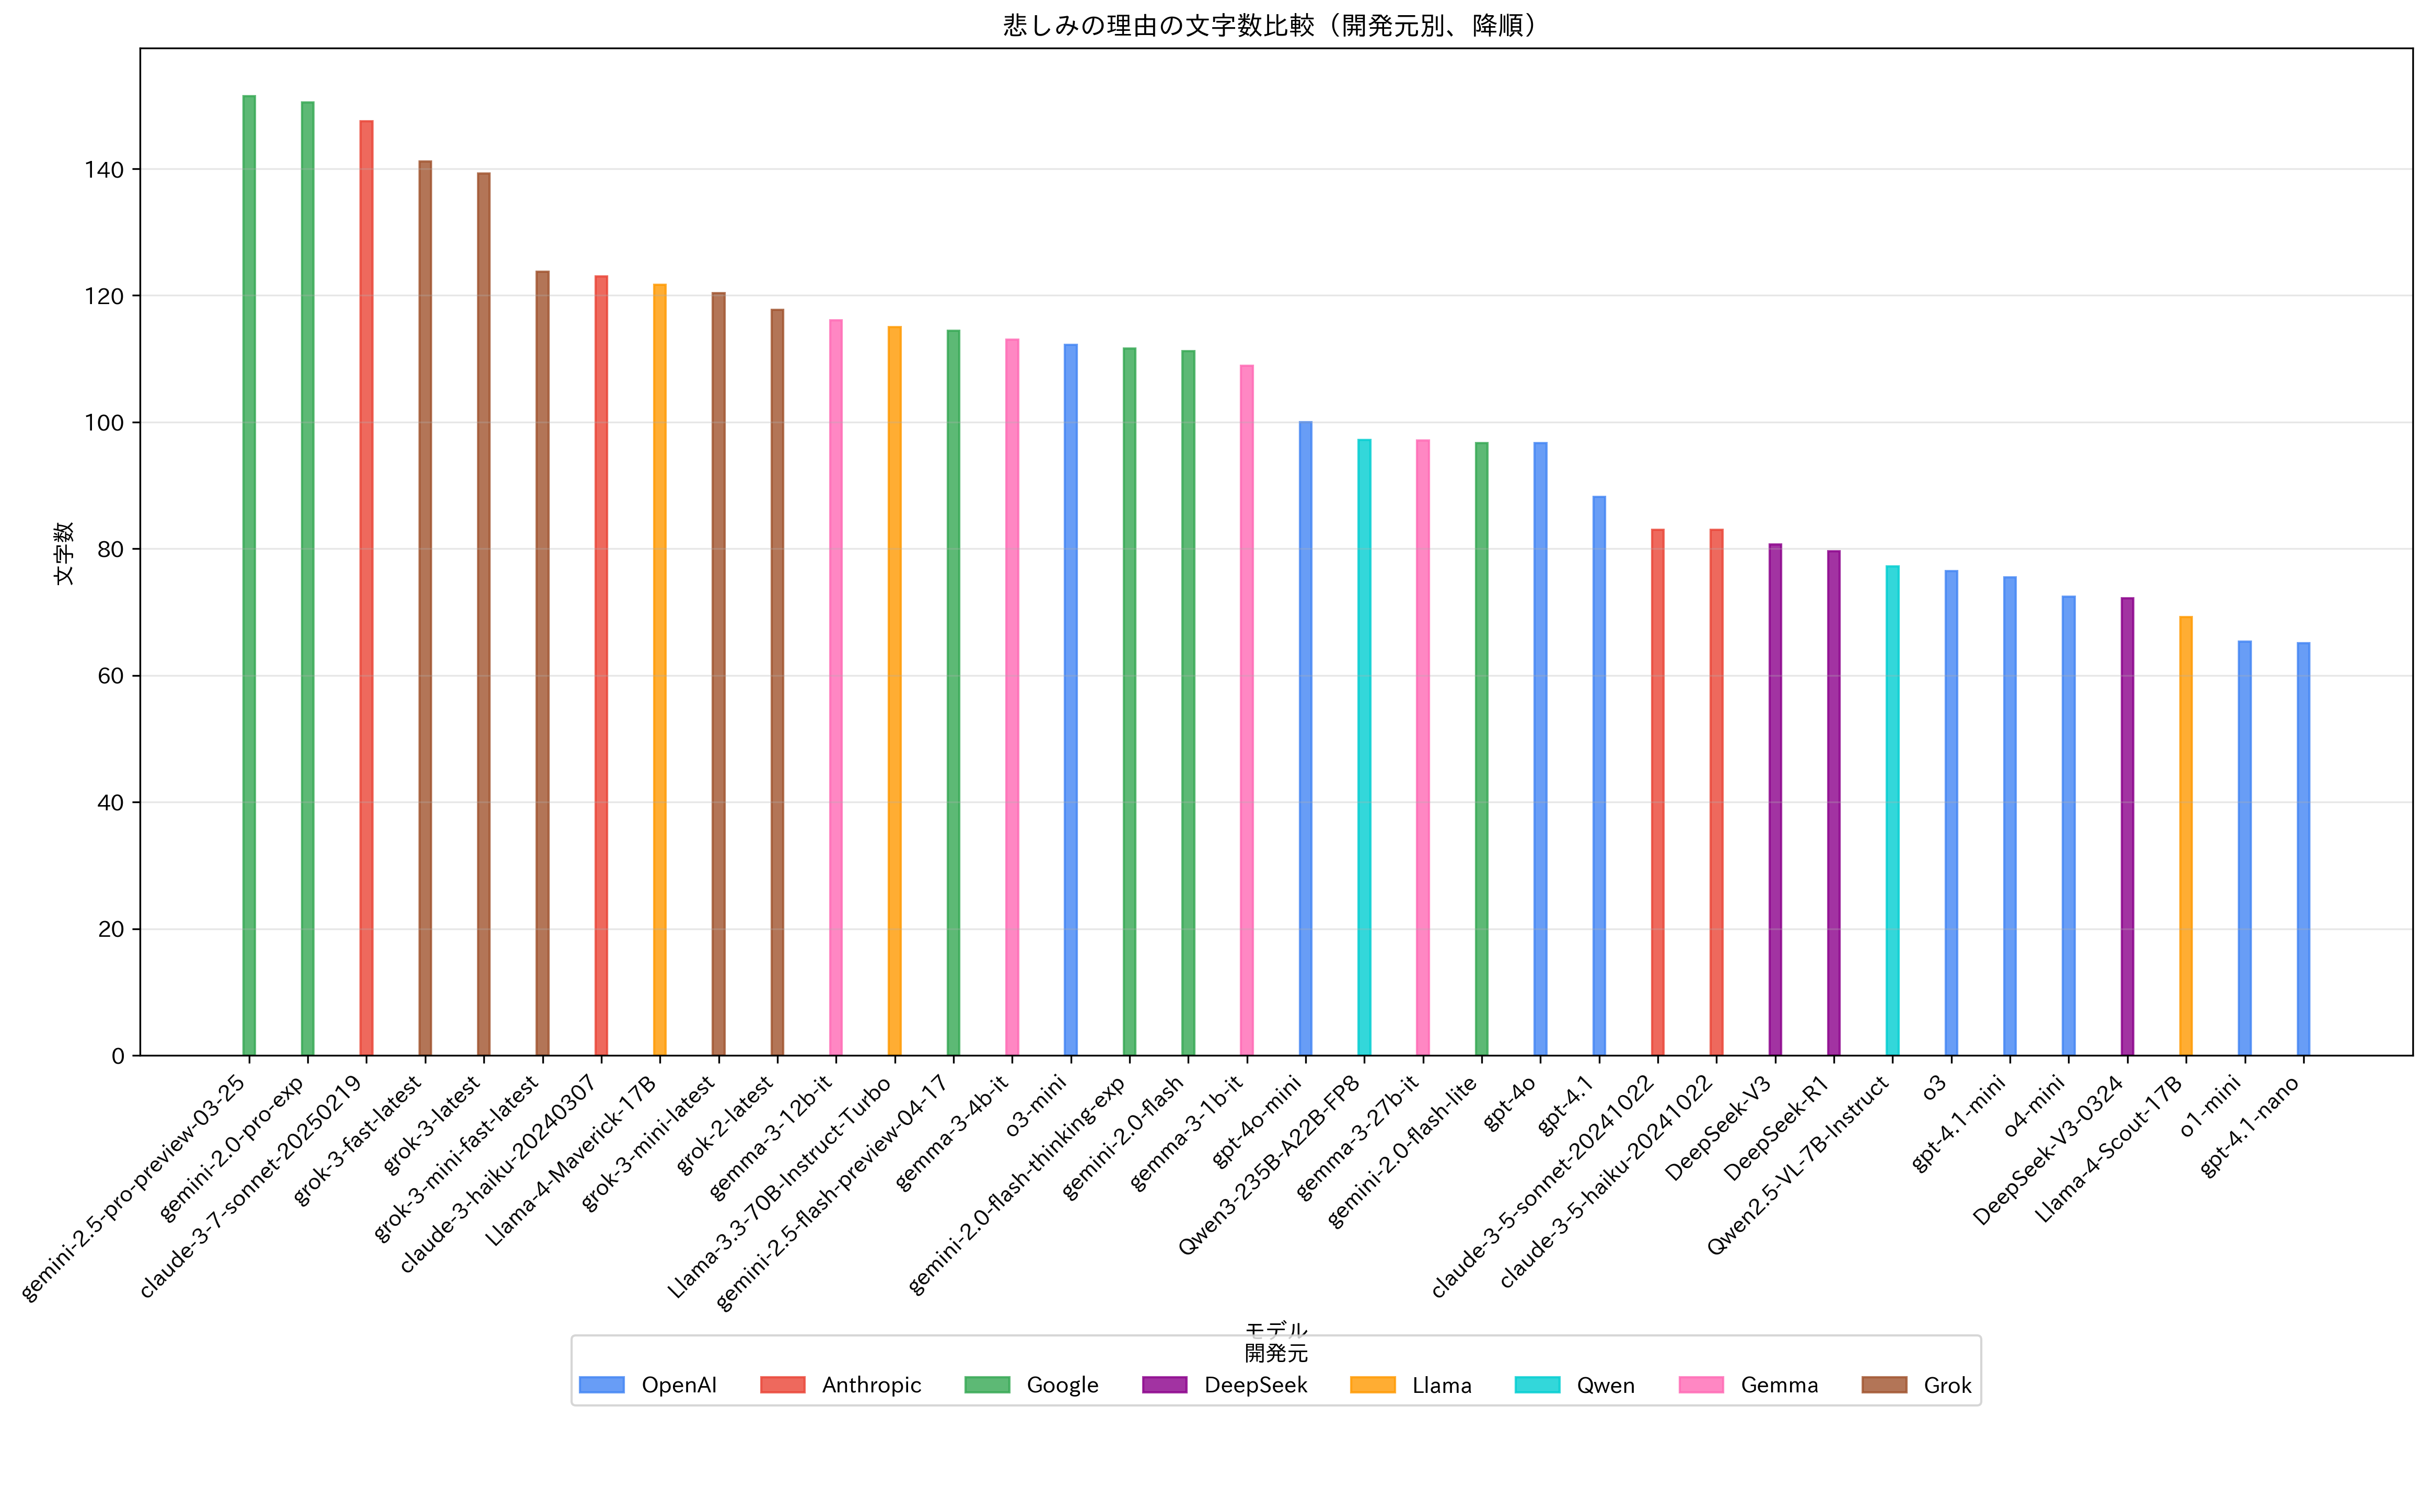 悲しみの理由の文字数比較（開発元別、降順）
文字数
140
120
100
80
60
40
20
0
gemini-2.5-pro-preview-03-25
gemini-2.0-pro-exp
claude-3-7-sonnet-20250219
grok-3-fast-latest
grok-3-latest
grok-3-mini-fast-latest
claude-3-haiku-20240307
Llama-4-Maverick-17B
grok-3-mini-latest
grok-2-latest
gemma-3-12b-it
Llama-3.3-70B-Instruct-Turbo
gemini-2.5-flash-preview-04-17
gemma-3-4b-it
o3-mini
gemini-2.0-flash-thinking-exp
gemini-2.0-flash
gemma-3-1b-it
gpt-4o-mini
Qwen3-235B-A22B-FP8
gemma-3-27b-it
gemini-2.0-flash-lite
gpt-4o
gpt-4.1
claude-3-5-sonnet-20241022
claude-3-5-haiku-20241022
DeepSeek-V3
DeepSeek-R1
Qwen2.5-VL-7B-Instruct
o3
gpt-4.1-mini
o4-mini
DeepSeek-V3-0324
Llama-4-Scout-17B
o1-mini
gpt-4.1-nano
モデル
開発元
OpenAI Anthropic Google DeepSeek Llama Qwen Gemma Grok